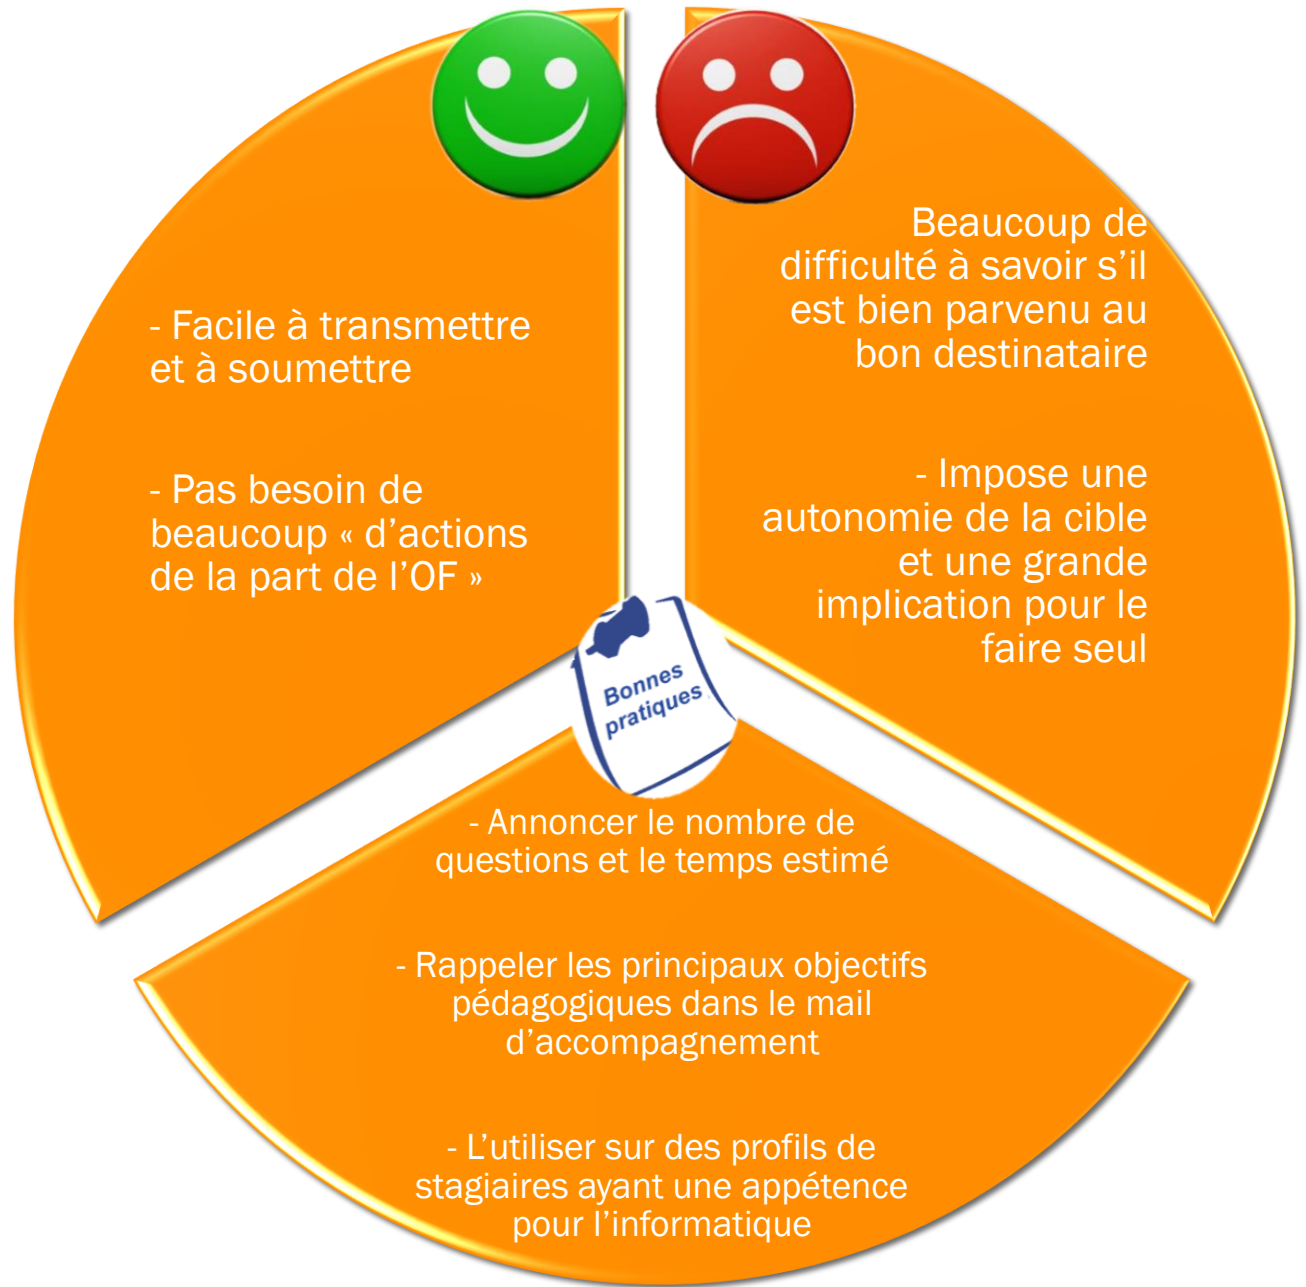 - Facile à transmettre
et à soumettre
- Pas besoin de
beaucoup « d’actions
de la part de l’OF »
Beaucoup de
difficulté à savoir s’il
est bien parvenu au
bon destinataire
- Impose une
autonomie de la cible
et une grande
implication pour le
faire seul
Bonnes
pratiques
- Annoncer le nombre de
questions et le temps estimé
- Rappeler les principaux objectifs
pédagogiques dans le mail
d’accompagnement
- L’utiliser sur des profils de
stagiaires ayant une appétence
pour l’informatique